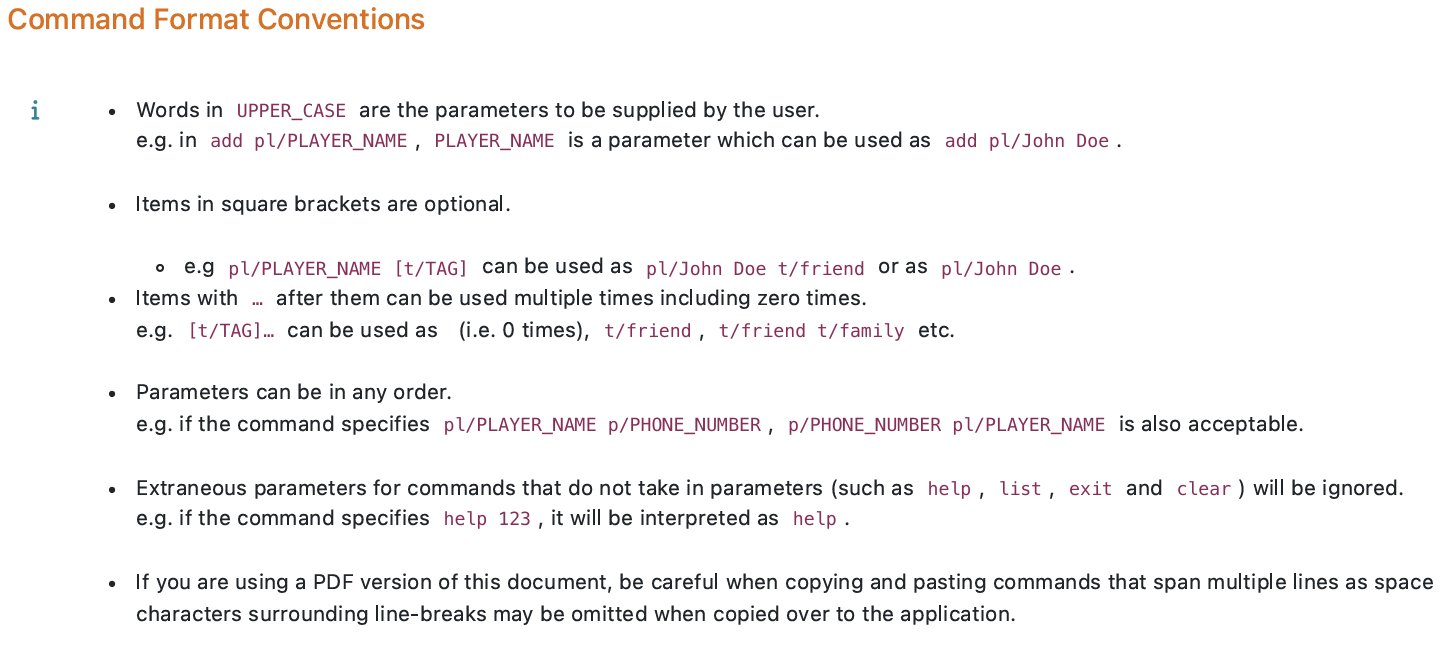 Command Format Conventions
i
• Words in UPPER_CASE are the parameters to be supplied by the user.
e.g. in add pl/PLAYER_NAME , PLAYER_NAME is a parameter which can be used as add pl/John Doe .
• Items in square brackets are optional.
◦ e.g pl/PLAYER_NAME [t/TAG] can be used as pl/John Doe t/friend or as pl/John Doe .
• Items with … after them can be used multiple times including zero times.
e.g. [t/TAG]… can be used as (i.e. 0 times), t/friend , t/friend t/family etc.
• Parameters can be in any order.
e.g. if the command specifies pl/PLAYER_NAME p/PHONE_NUMBER , p/PHONE_NUMBER pl/PLAYER_NAME is also acceptable.
• Extraneous parameters for commands that do not take in parameters (such as help , list , exit and clear ) will be ignored.
e.g. if the command specifies help 123 , it will be interpreted as help .
• If you are using a PDF version of this document, be careful when copying and pasting commands that span multiple lines as space
characters surrounding line-breaks may be omitted when copied over to the application.